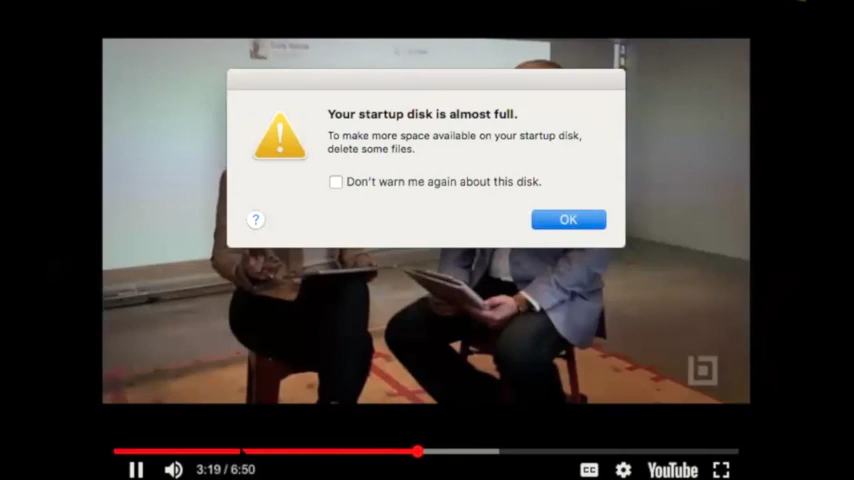 Your startup disk is almost full.
To make more space available on your startup disk,
delete some files.
Don't warn me again about this disk.
?
OK
3:19 / 6:50
CC
YouTube